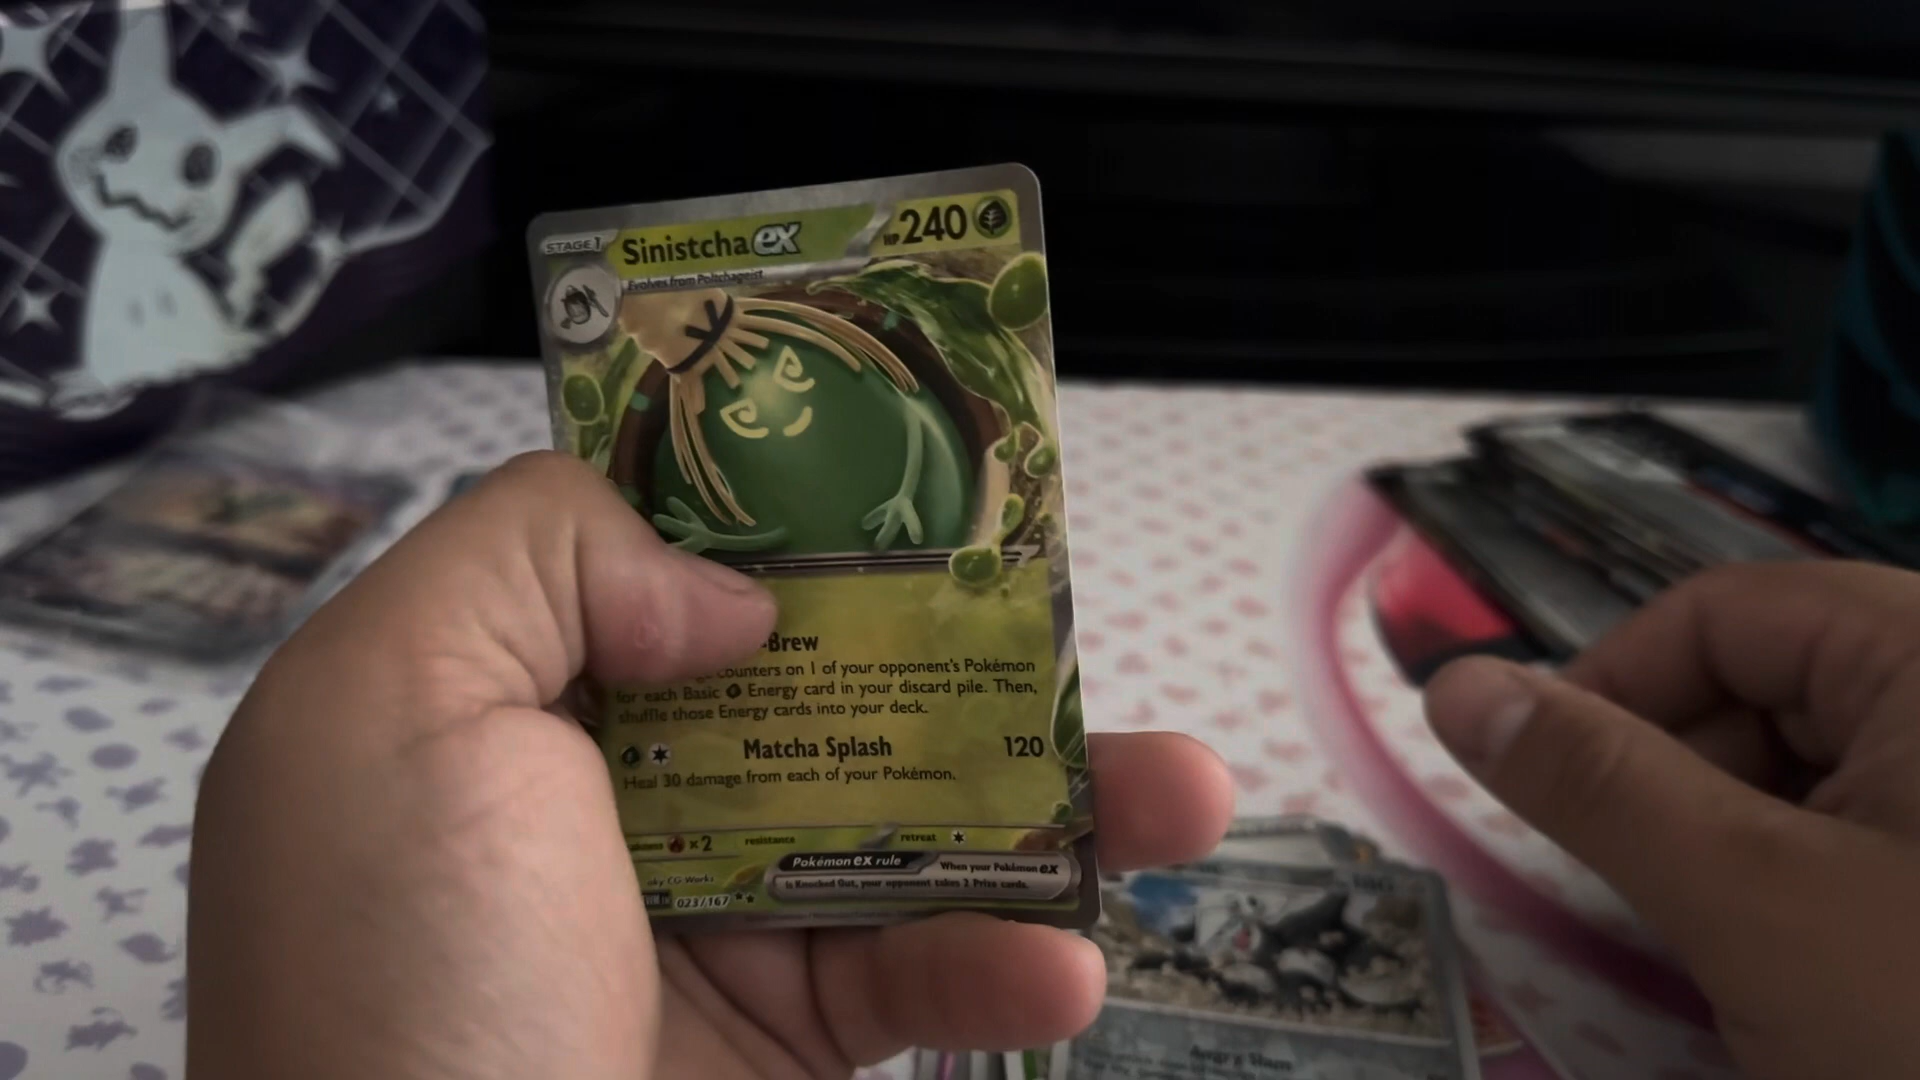 STAGE 1 Sinistcha ex HP 240
Evolves from Poltchageist
-Brew
counters on 1 of your opponent's Pokémon
for each Basic Energy card in your discard pile. Then,
shuffle those Energy cards into your deck.
Matcha Splash 120
Heal 30 damage from each of your Pokémon.
x2 resistance retreat
Pokémon ex rule When your Pokémon ex
is Knocked Out, your opponent takes 2 Prize cards.
CG Works
023/167
Angry Slam